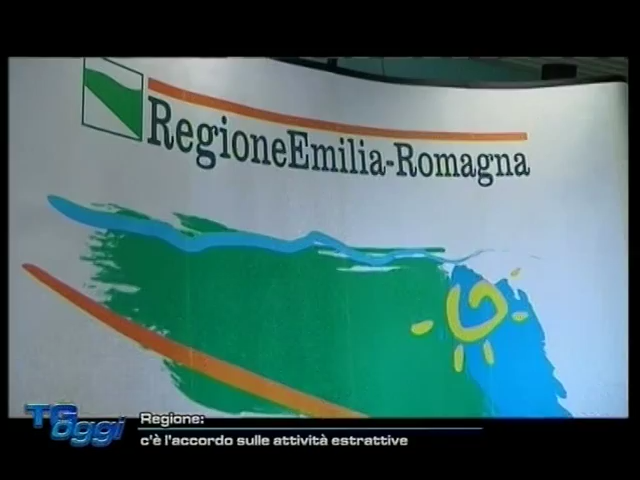 RegioneEmilia-Romagna
TG oggi
Regione:
c'è l'accordo sulle attività estrattive